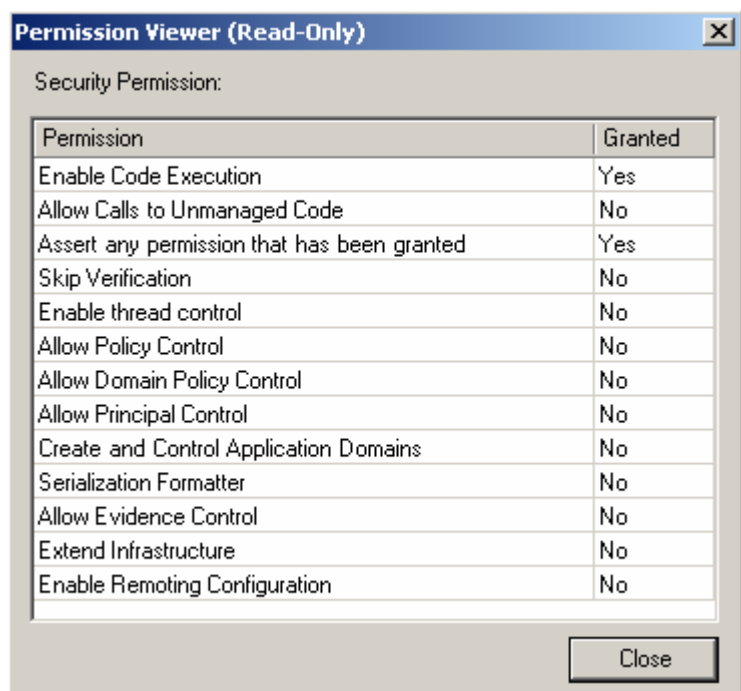 Permission Viewer (Read-Only)
Security Permission:
Permission Granted
Enable Code Execution Yes
Allow Calls to Unmanaged Code No
Assert any permission that has been granted Yes
Skip Verification No
Enable thread control No
Allow Policy Control No
Allow Domain Policy Control No
Allow Principal Control No
Create and Control Application Domains No
Serialization Formatter No
Allow Evidence Control No
Extend Infrastructure No
Enable Remoting Configuration No
Close